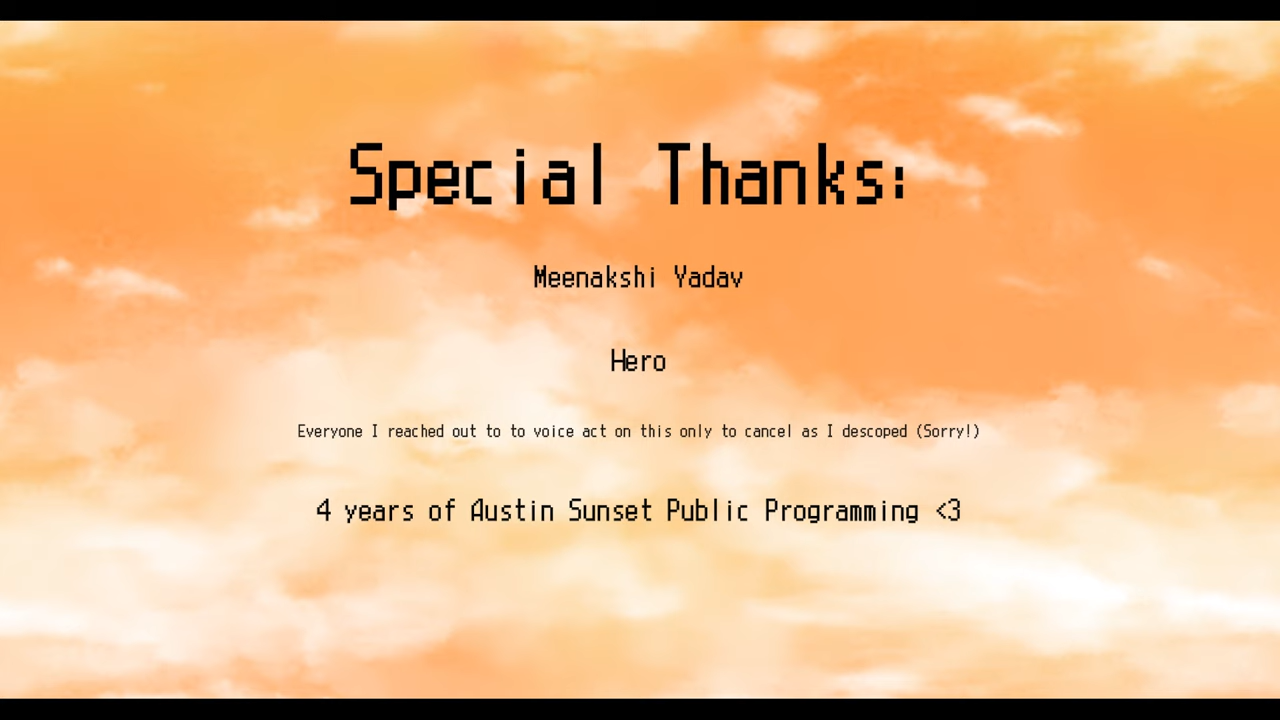 Special Thanks:
Meenakshi Yadav
Hero
Everyone I reached out to to voice act on this only to cancel as I descoped (Sorry!)
4 years of Austin Sunset Public Programming <3